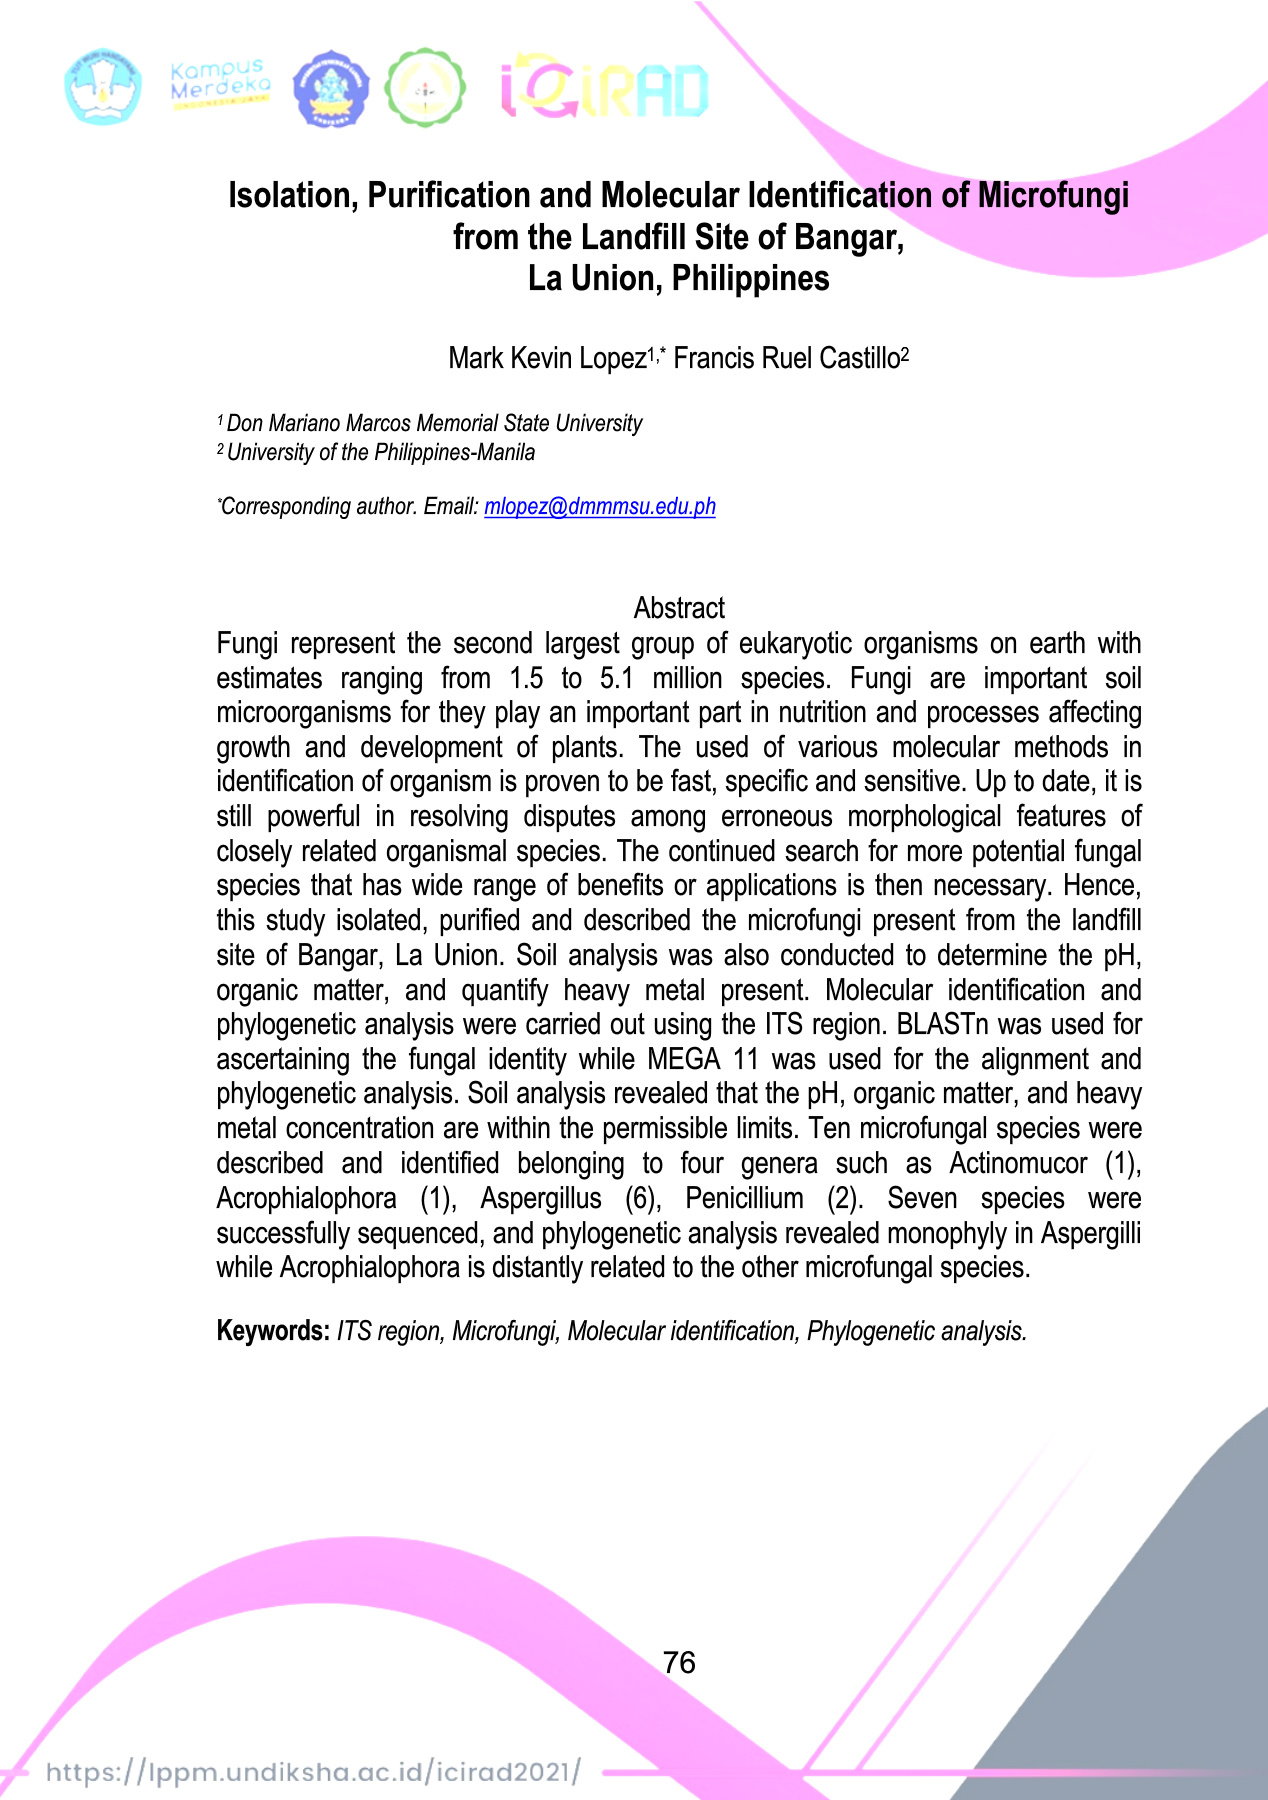 Kampus
Merdeka
INDONESIA JAYA
iCiRAD
Isolation, Purification and Molecular Identification of Microfungi
from the Landfill Site of Bangar,
La Union, Philippines
Mark Kevin Lopez1,* Francis Ruel Castillo2
1 Don Mariano Marcos Memorial State University
2 University of the Philippines-Manila
*Corresponding author. Email: mlopez@dmmmsu.edu.ph
Abstract
Fungi represent the second largest group of eukaryotic organisms on earth with
estimates ranging from 1.5 to 5.1 million species. Fungi are important soil
microorganisms for they play an important part in nutrition and processes affecting
growth and development of plants. The used of various molecular methods in
identification of organism is proven to be fast, specific and sensitive. Up to date, it is
still powerful in resolving disputes among erroneous morphological features of
closely related organismal species. The continued search for more potential fungal
species that has wide range of benefits or applications is then necessary. Hence,
this study isolated, purified and described the microfungi present from the landfill
site of Bangar, La Union. Soil analysis was also conducted to determine the pH,
organic matter, and quantify heavy metal present. Molecular identification and
phylogenetic analysis were carried out using the ITS region. BLASTn was used for
ascertaining the fungal identity while MEGA 11 was used for the alignment and
phylogenetic analysis. Soil analysis revealed that the pH, organic matter, and heavy
metal concentration are within the permissible limits. Ten microfungal species were
described and identified belonging to four genera such as Actinomucor (1),
Acrophialophora (1), Aspergillus (6), Penicillium (2). Seven species were
successfully sequenced, and phylogenetic analysis revealed monophyly in Aspergilli
while Acrophialophora is distantly related to the other microfungal species.
Keywords: ITS region, Microfungi, Molecular identification, Phylogenetic analysis.
76
https://lppm.undiksha.ac.id/icirad2021/